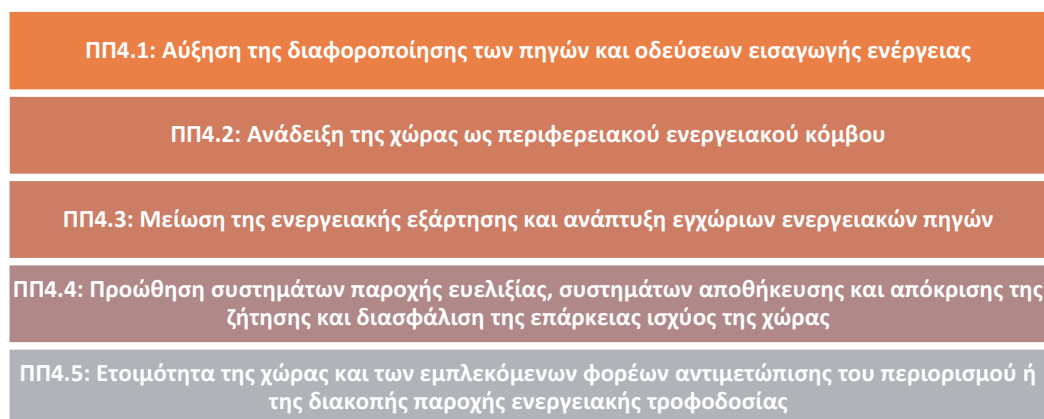 ΠΠ4.1: Αύξηση της διαφοροποίησης των πηγών και οδεύσεων εισαγωγής ενέργειας
ΠΠ4.2: Ανάδειξη της χώρας ως περιφερειακού ενεργειακού κόμβου
ΠΠ4.3: Μείωση της ενεργειακής εξάρτησης και ανάπτυξη εγχώριων ενεργειακών πηγών
ΠΠ4.4: Προώθηση συστημάτων παροχής ευελιξίας, συστημάτων αποθήκευσης και απόκρισης της
ζήτησης και διασφάλιση της επάρκειας ισχύος της χώρας
ΠΠ4.5: Ετοιμότητα της χώρας και των εμπλεκόμενων φορέων αντιμετώπισης του περιορισμού ή
της διακοπής παροχής ενεργειακής τροφοδοσίας